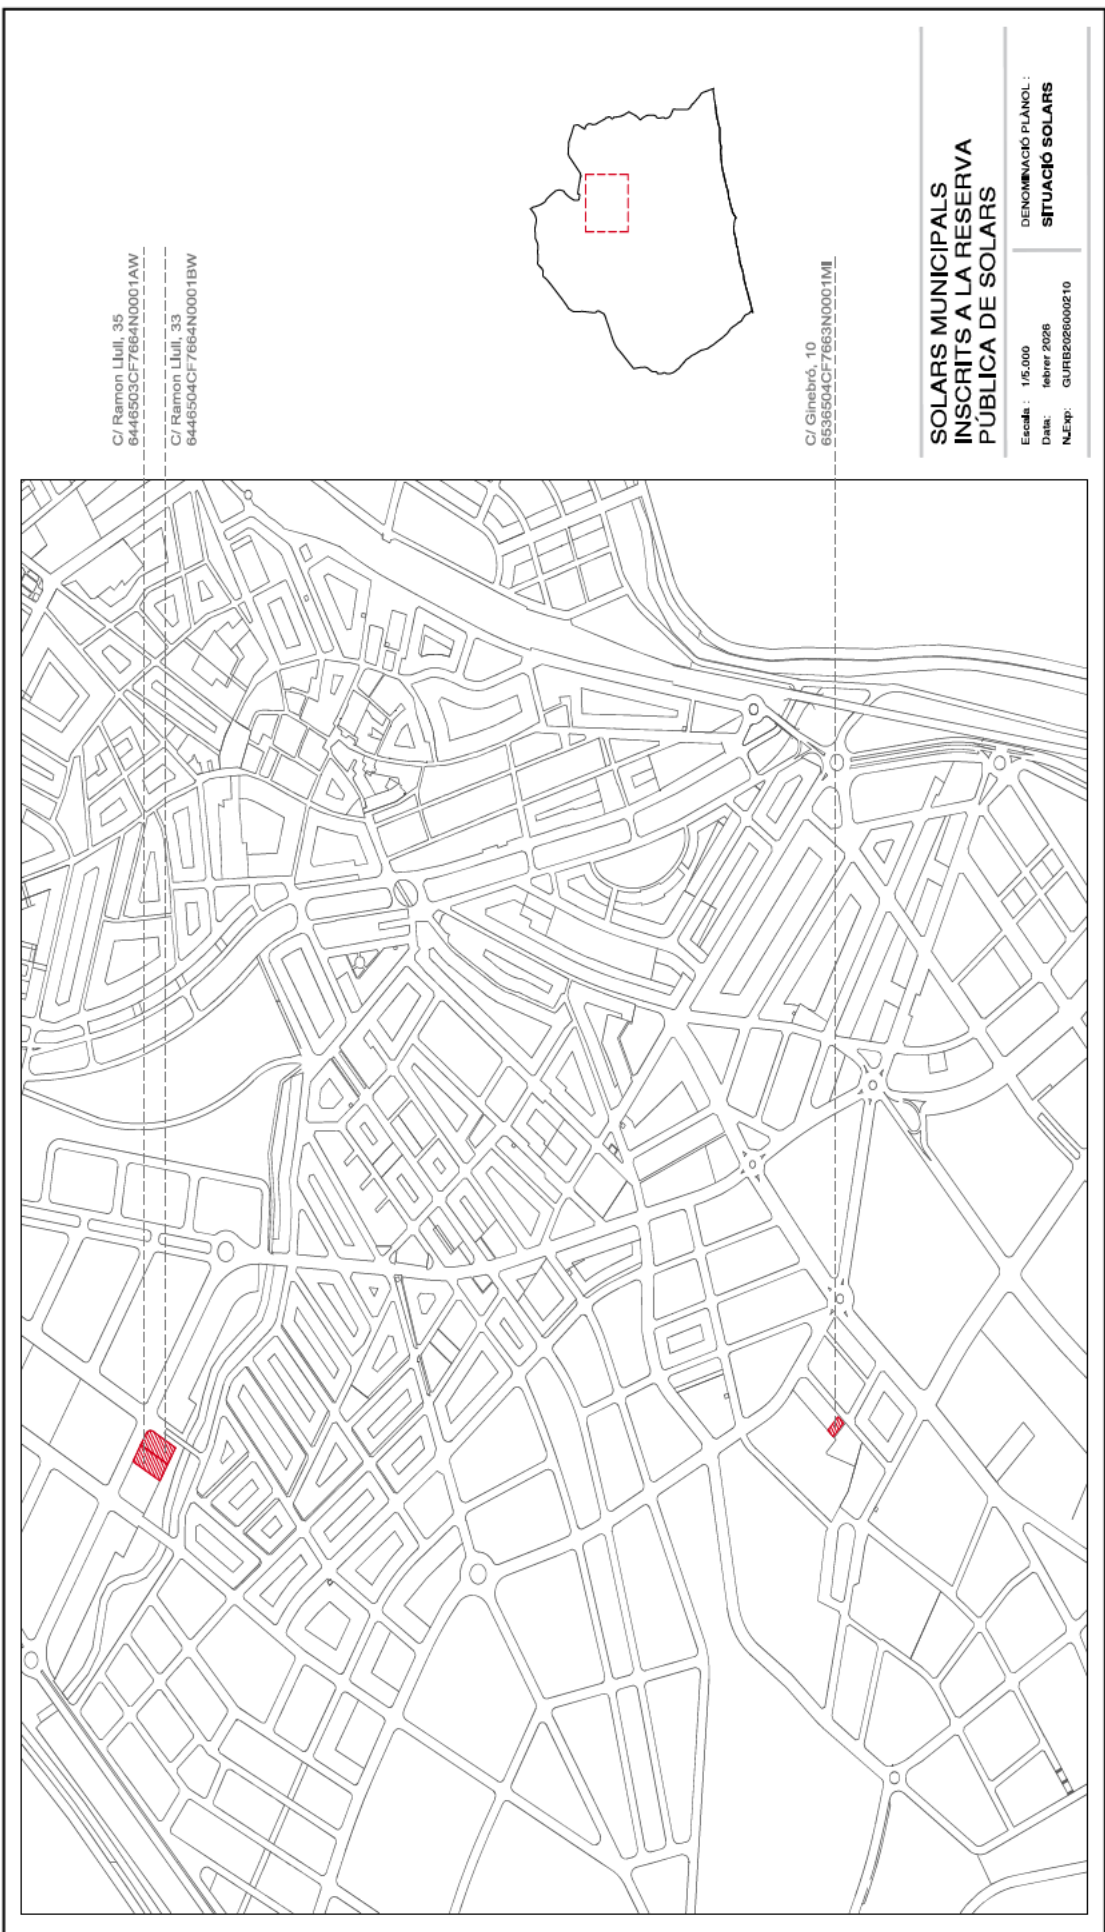 C/ Ramon Llull, 35
6446503CF7664N0001AW
C/ Ramon Llull, 33
6446504CF7664N0001BW
C/ Ginebró, 10
6536504CF7663N0001MI
SOLARS MUNICIPALS
INSCRITS A LA RESERVA
PÚBLICA DE SOLARS
Escala : 1/5.000
Data: febrer 2026
N.Exp: GURB2026000210
DENOMINACIÓ PLÀNOL :
SITUACIÓ SOLARS